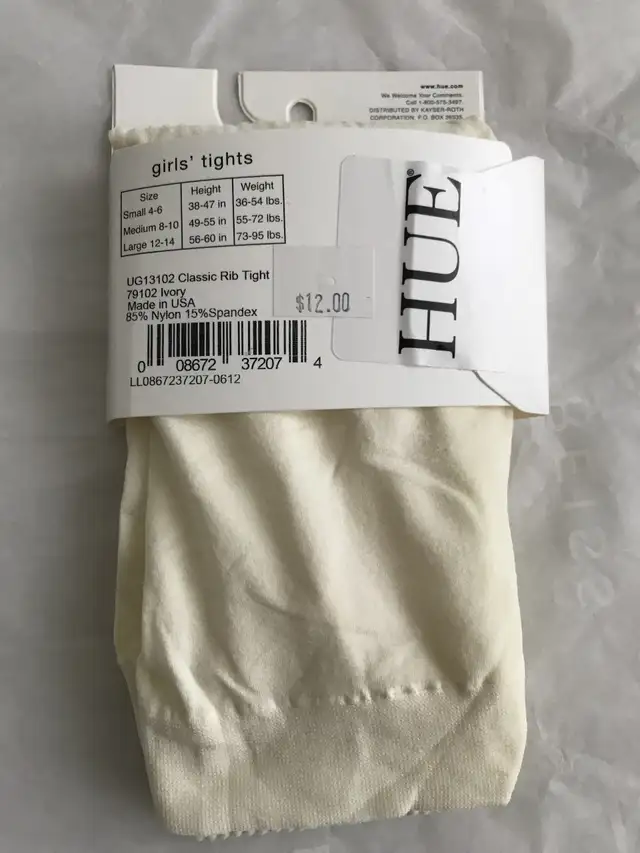 www.hue.com
We Welcome Your Comments.
Call 1-800-575-3497.
DISTRIBUTED BY KAYSER-ROTH
CORPORATION, P.O. BOX
girls' tights
Size Height Weight
Small 4-6 38-47 in 36-54 lbs.
Medium 8-10 49-55 in 55-72 lbs.
Large 12-14 56-60 in 73-95 lbs.
HUE®
UG13102 Classic Rib Tight
79102 Ivory
Made in USA
85% Nylon 15%Spandex
$12.00
0 08672 37207 4
LL0867237207-0612